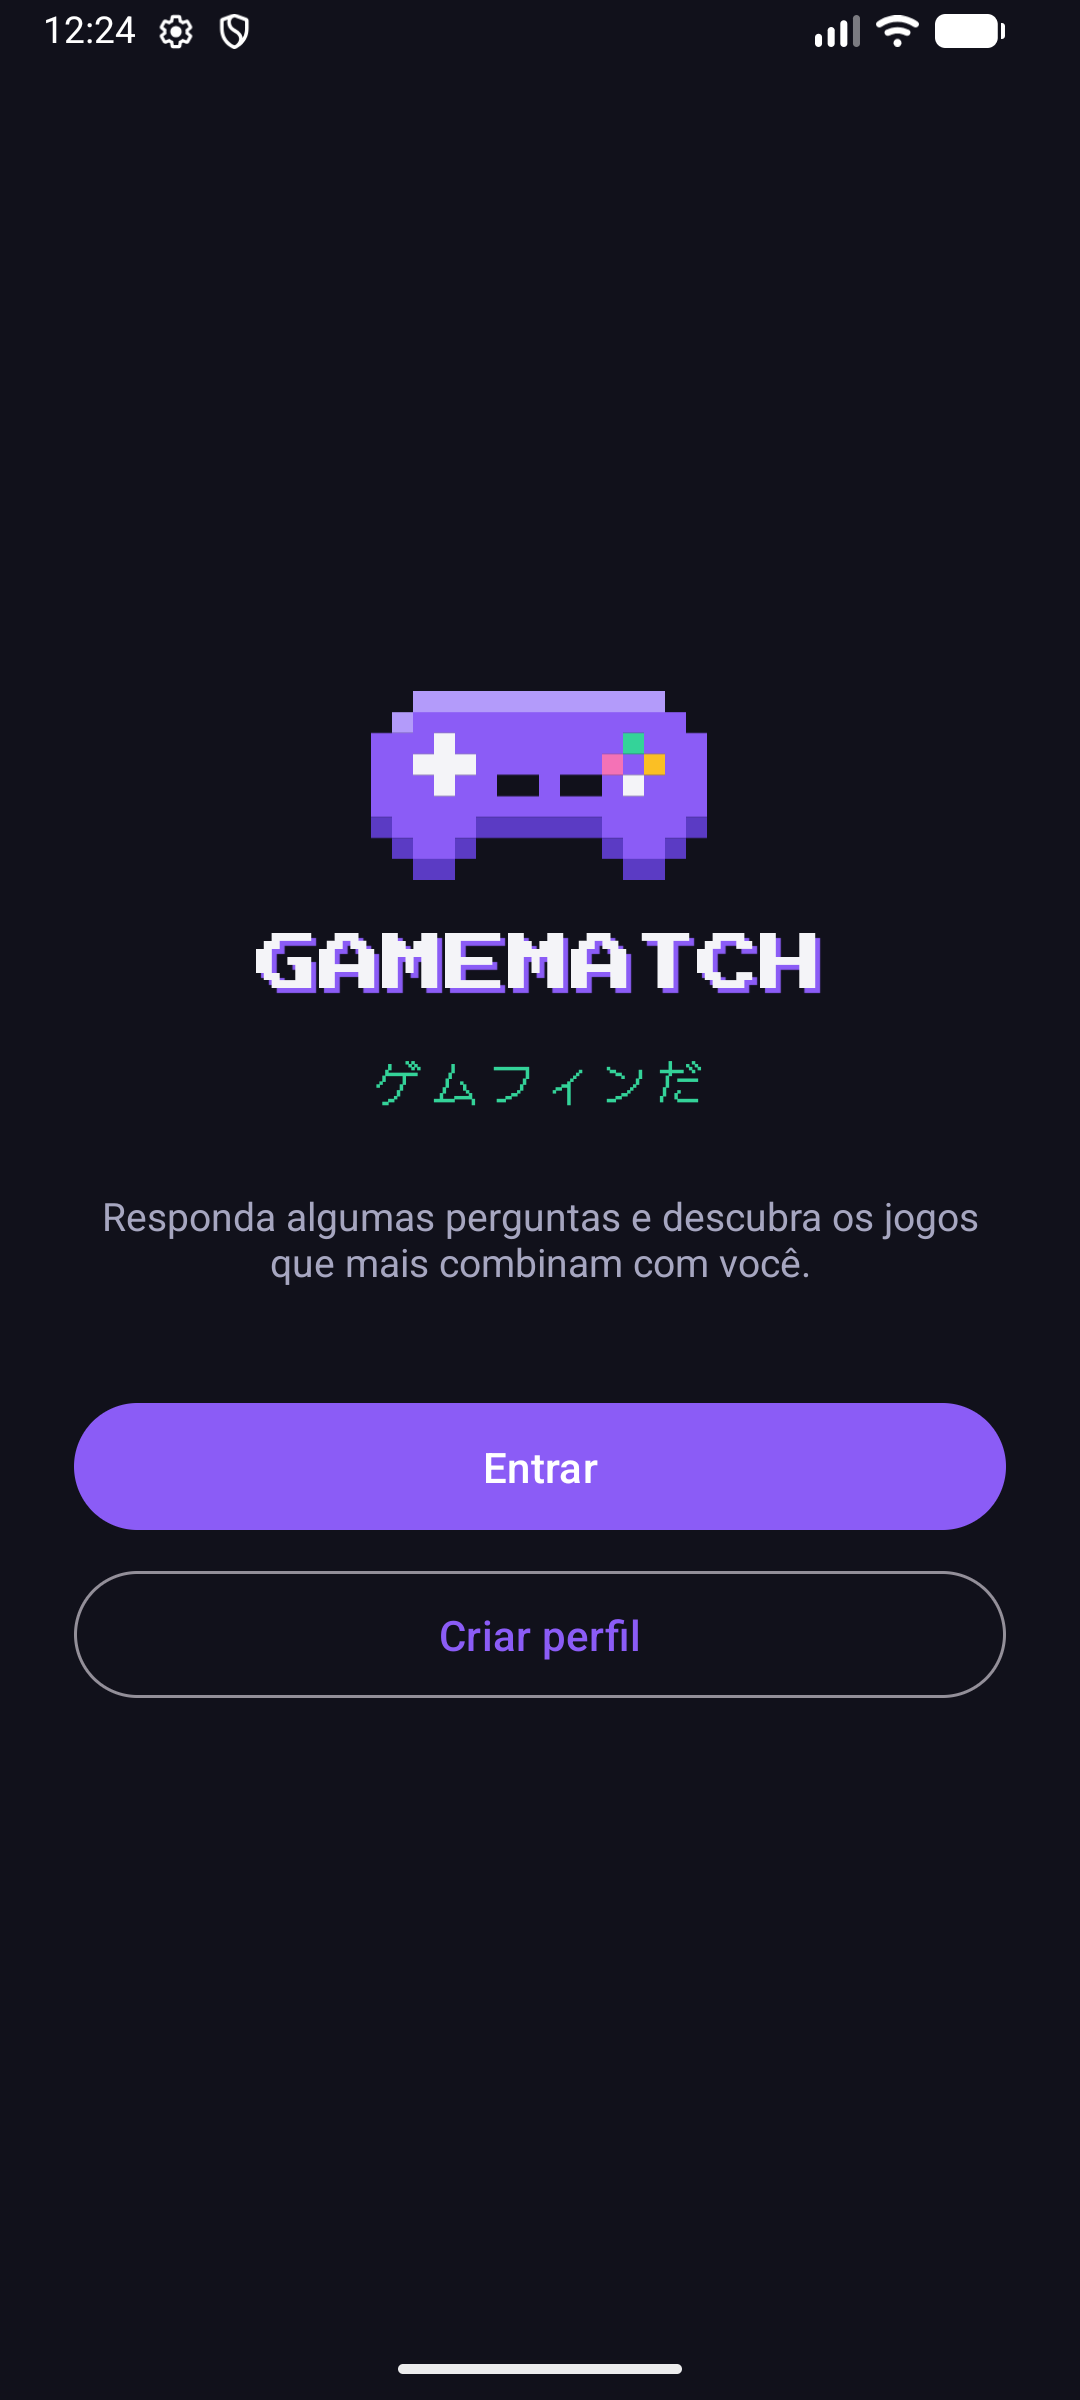 12:24
GAMEMATCH
ゲムフィンだ
Responda algumas perguntas e descubra os jogos
que mais combinam com você.
Entrar
Criar perfil